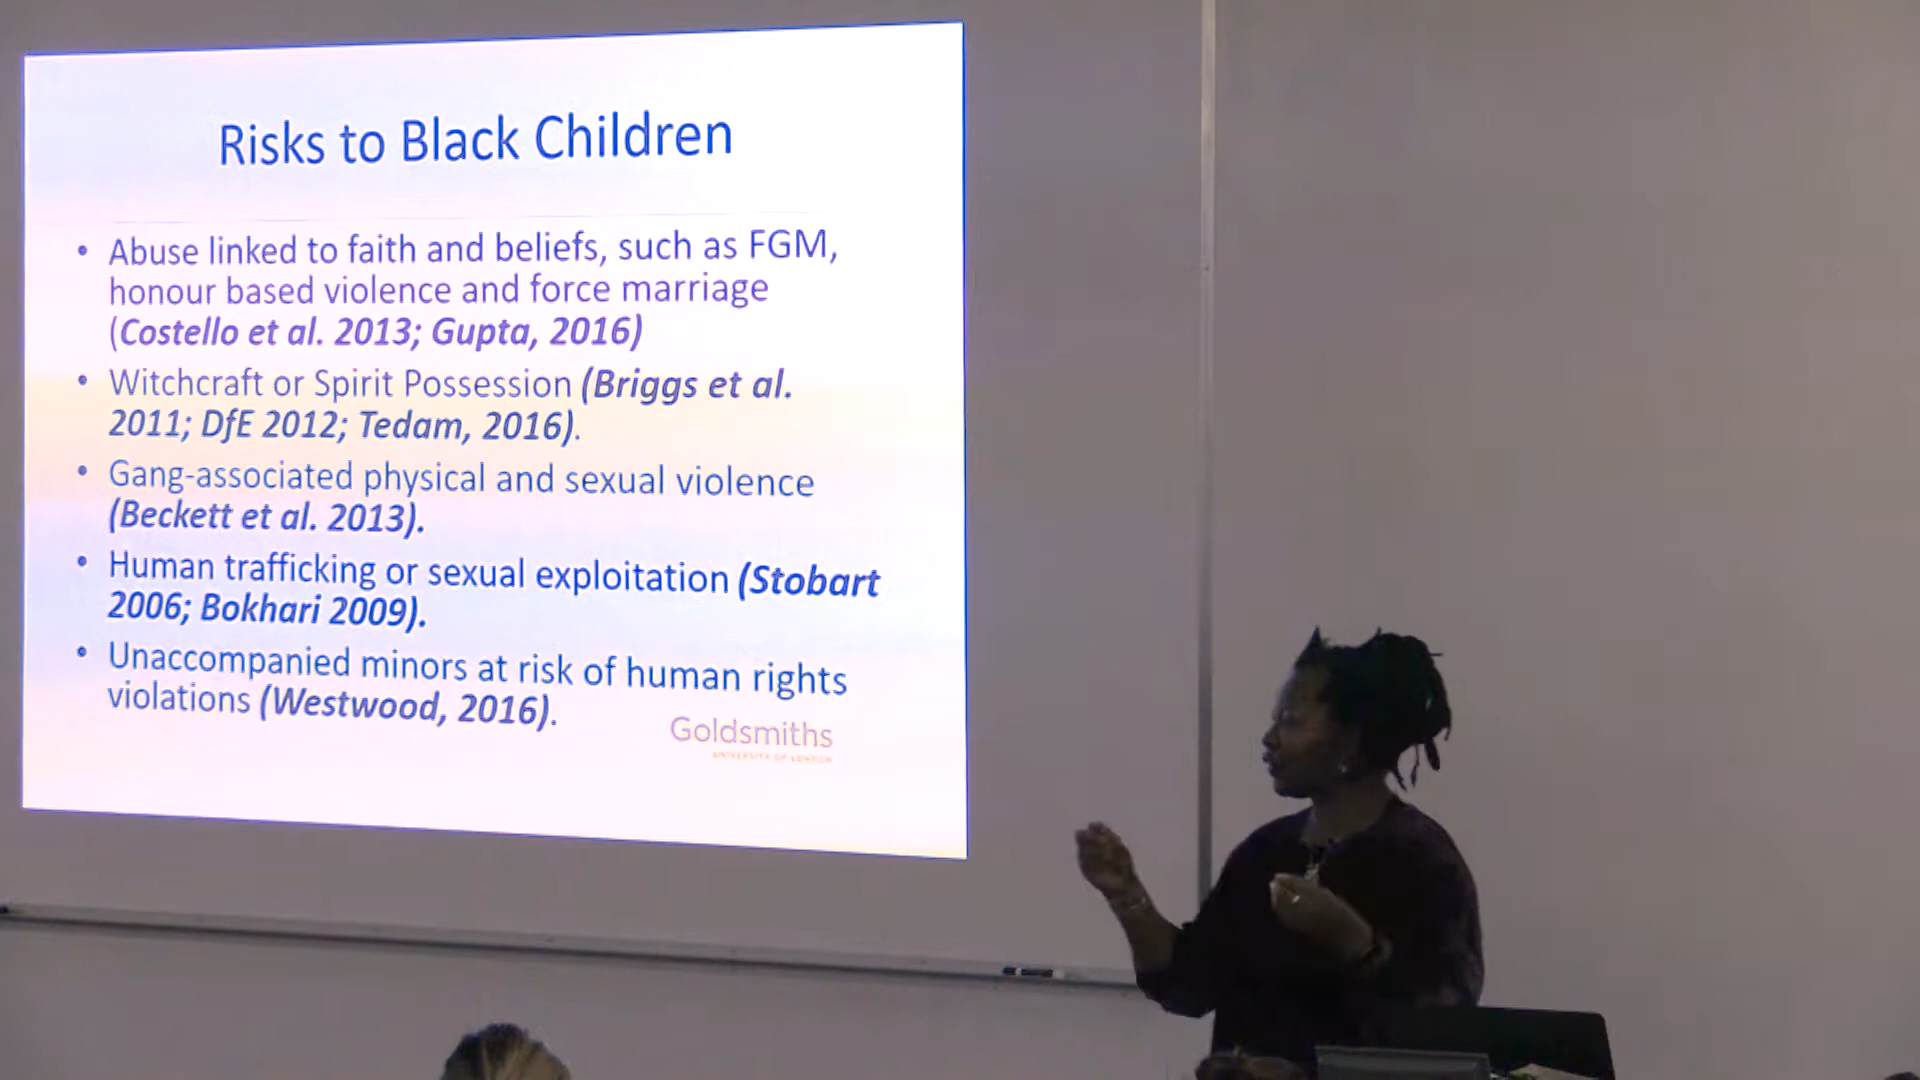 Risks to Black Children
• Abuse linked to faith and beliefs, such as FGM,
honour based violence and force marriage
(Costello et al. 2013; Gupta, 2016)
• Witchcraft or Spirit Possession (Briggs et al.
2011; DfE 2012; Tedam, 2016).
• Gang-associated physical and sexual violence
(Beckett et al. 2013).
• Human trafficking or sexual exploitation (Stobart
2006; Bokhari 2009).
• Unaccompanied minors at risk of human rights
violations (Westwood, 2016).
Goldsmiths
UNIVERSITY OF LONDON